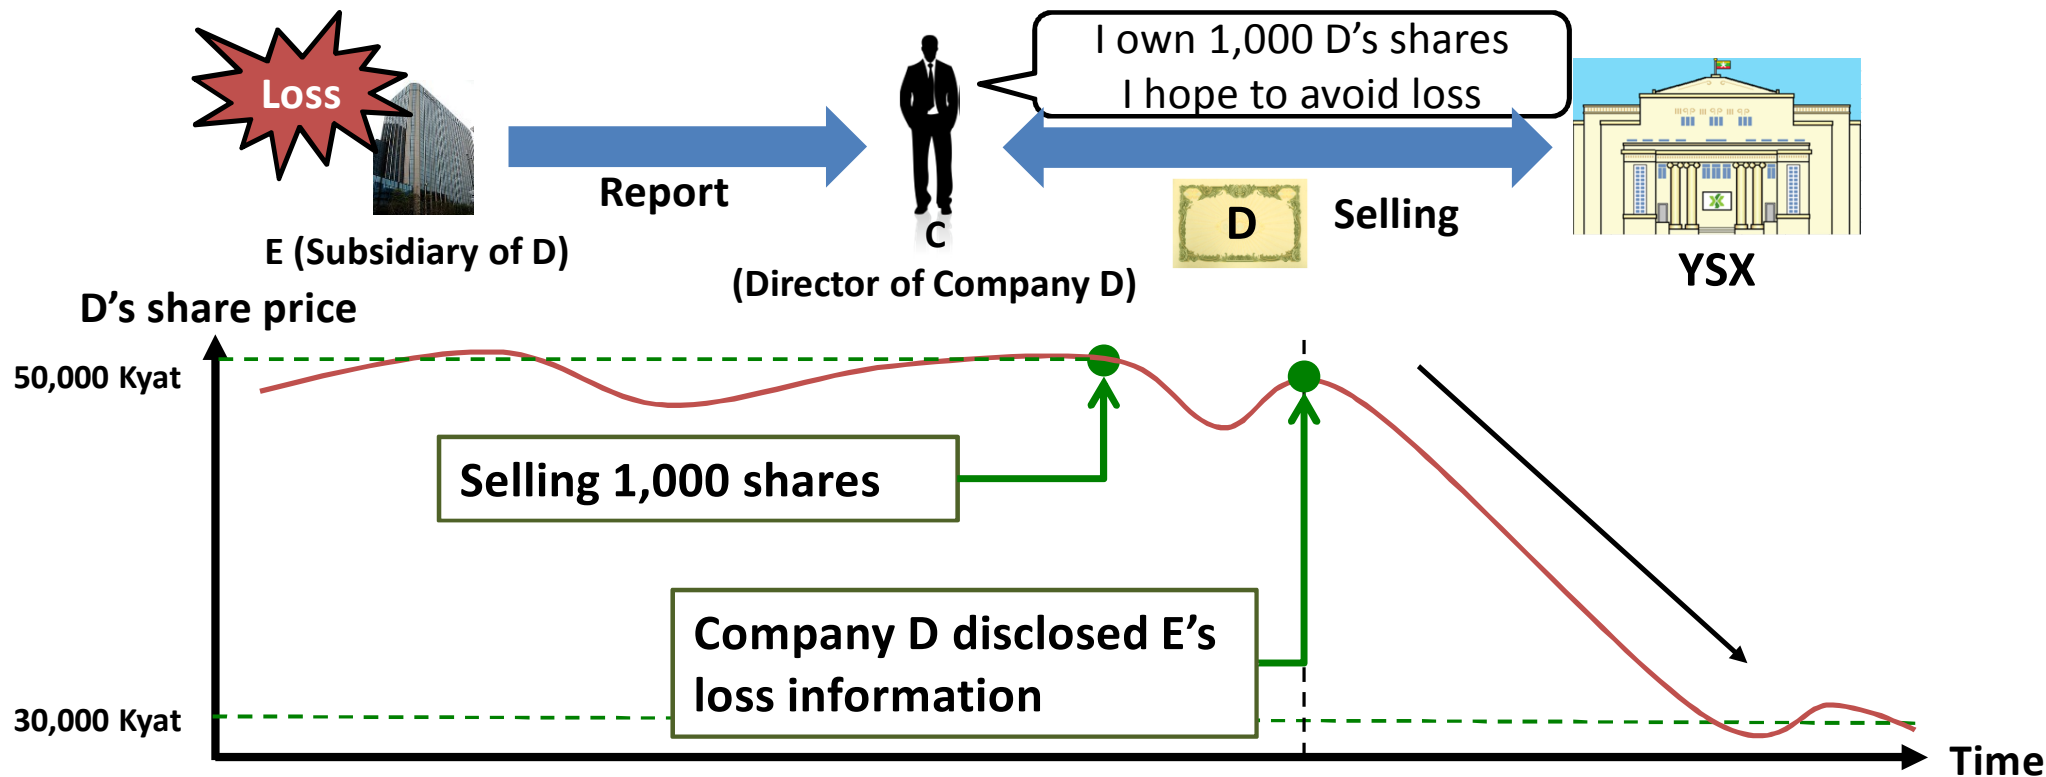 Loss
I own 1,000 D’s shares
I hope to avoid loss
Report
D
Selling
E (Subsidiary of D)
C
(Director of Company D)
YSX
D’s share price
50,000 Kyat
Selling 1,000 shares
Company D disclosed E’s
loss information
30,000 Kyat
Time